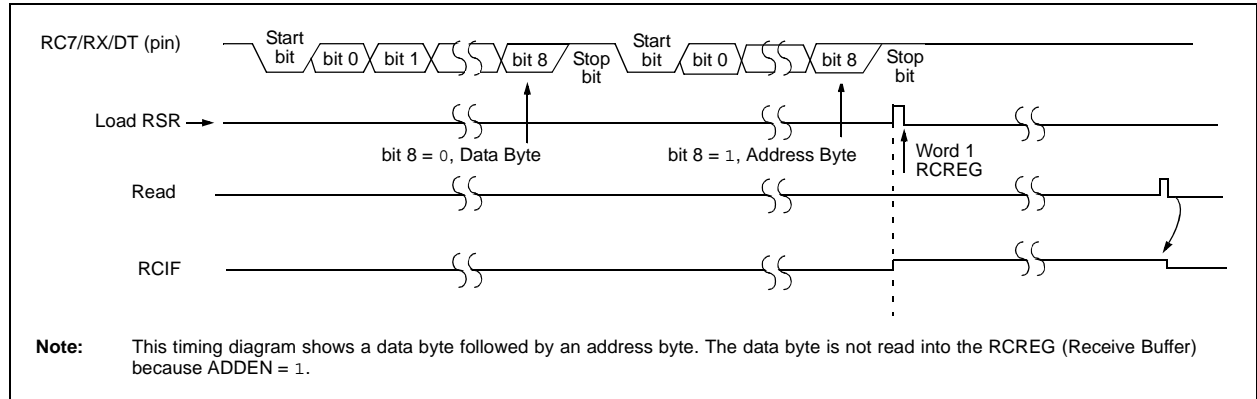 RC7/RX/DT (pin)
Start
bit
bit 0
bit 1
bit 8
Stop
bit
Start
bit
bit 0
bit 8
Stop
bit
Load RSR
bit 8 = 0, Data Byte
bit 8 = 1, Address Byte
Word 1
RCREG
Read
RCIF
Note: This timing diagram shows a data byte followed by an address byte. The data byte is not read into the RCREG (Receive Buffer)
because ADDEN = 1.